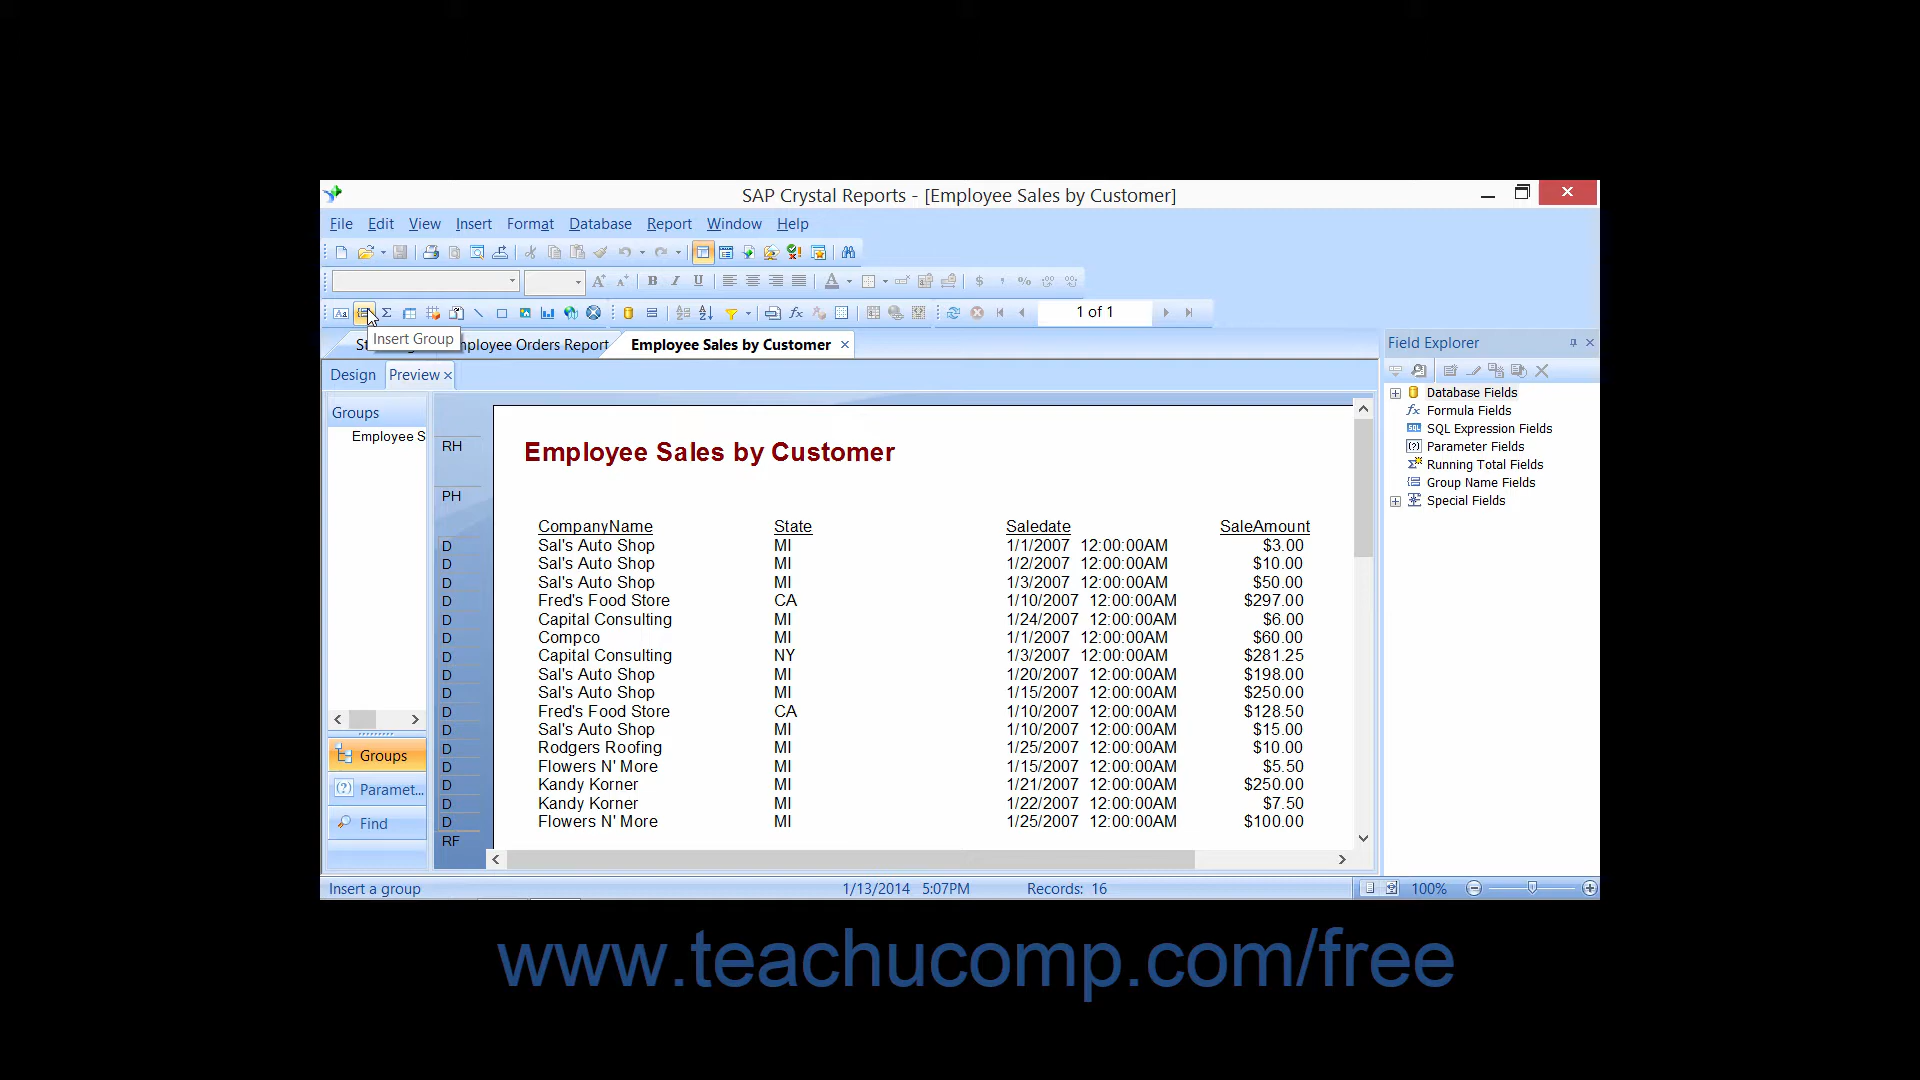 SAP Crystal Reports - [Employee Sales by Customer]
File Edit View Insert Format Database Report Window Help
1 of 1
Insert Group
mployee Orders Report
Employee Sales by Customer
Field Explorer
Design Preview
Groups
Employee S
Database Fields
Formula Fields
SQL Expression Fields
Parameter Fields
Running Total Fields
Group Name Fields
Special Fields
RH
Employee Sales by Customer
PH
CompanyName State Saledate SaleAmount
D Sal's Auto Shop MI 1/1/2007 12:00:00AM $3.00
D Sal's Auto Shop MI 1/2/2007 12:00:00AM $10.00
D Sal's Auto Shop MI 1/3/2007 12:00:00AM $50.00
D Fred's Food Store CA 1/10/2007 12:00:00AM $297.00
D Capital Consulting MI 1/24/2007 12:00:00AM $6.00
D Compco MI 1/1/2007 12:00:00AM $60.00
D Capital Consulting NY 1/3/2007 12:00:00AM $281.25
D Sal's Auto Shop MI 1/20/2007 12:00:00AM $198.00
D Sal's Auto Shop MI 1/15/2007 12:00:00AM $250.00
D Fred's Food Store CA 1/10/2007 12:00:00AM $128.50
D Sal's Auto Shop MI 1/10/2007 12:00:00AM $15.00
D Rodgers Roofing MI 1/25/2007 12:00:00AM $10.00
D Flowers N' More MI 1/15/2007 12:00:00AM $5.50
D Kandy Korner MI 1/21/2007 12:00:00AM $250.00
D Kandy Korner MI 1/22/2007 12:00:00AM $7.50
D Flowers N' More MI 1/25/2007 12:00:00AM $100.00
RF
Groups
Paramet...
Find
Insert a group 1/13/2014 5:07PM Records: 16 100%
www.teachucomp.com/free